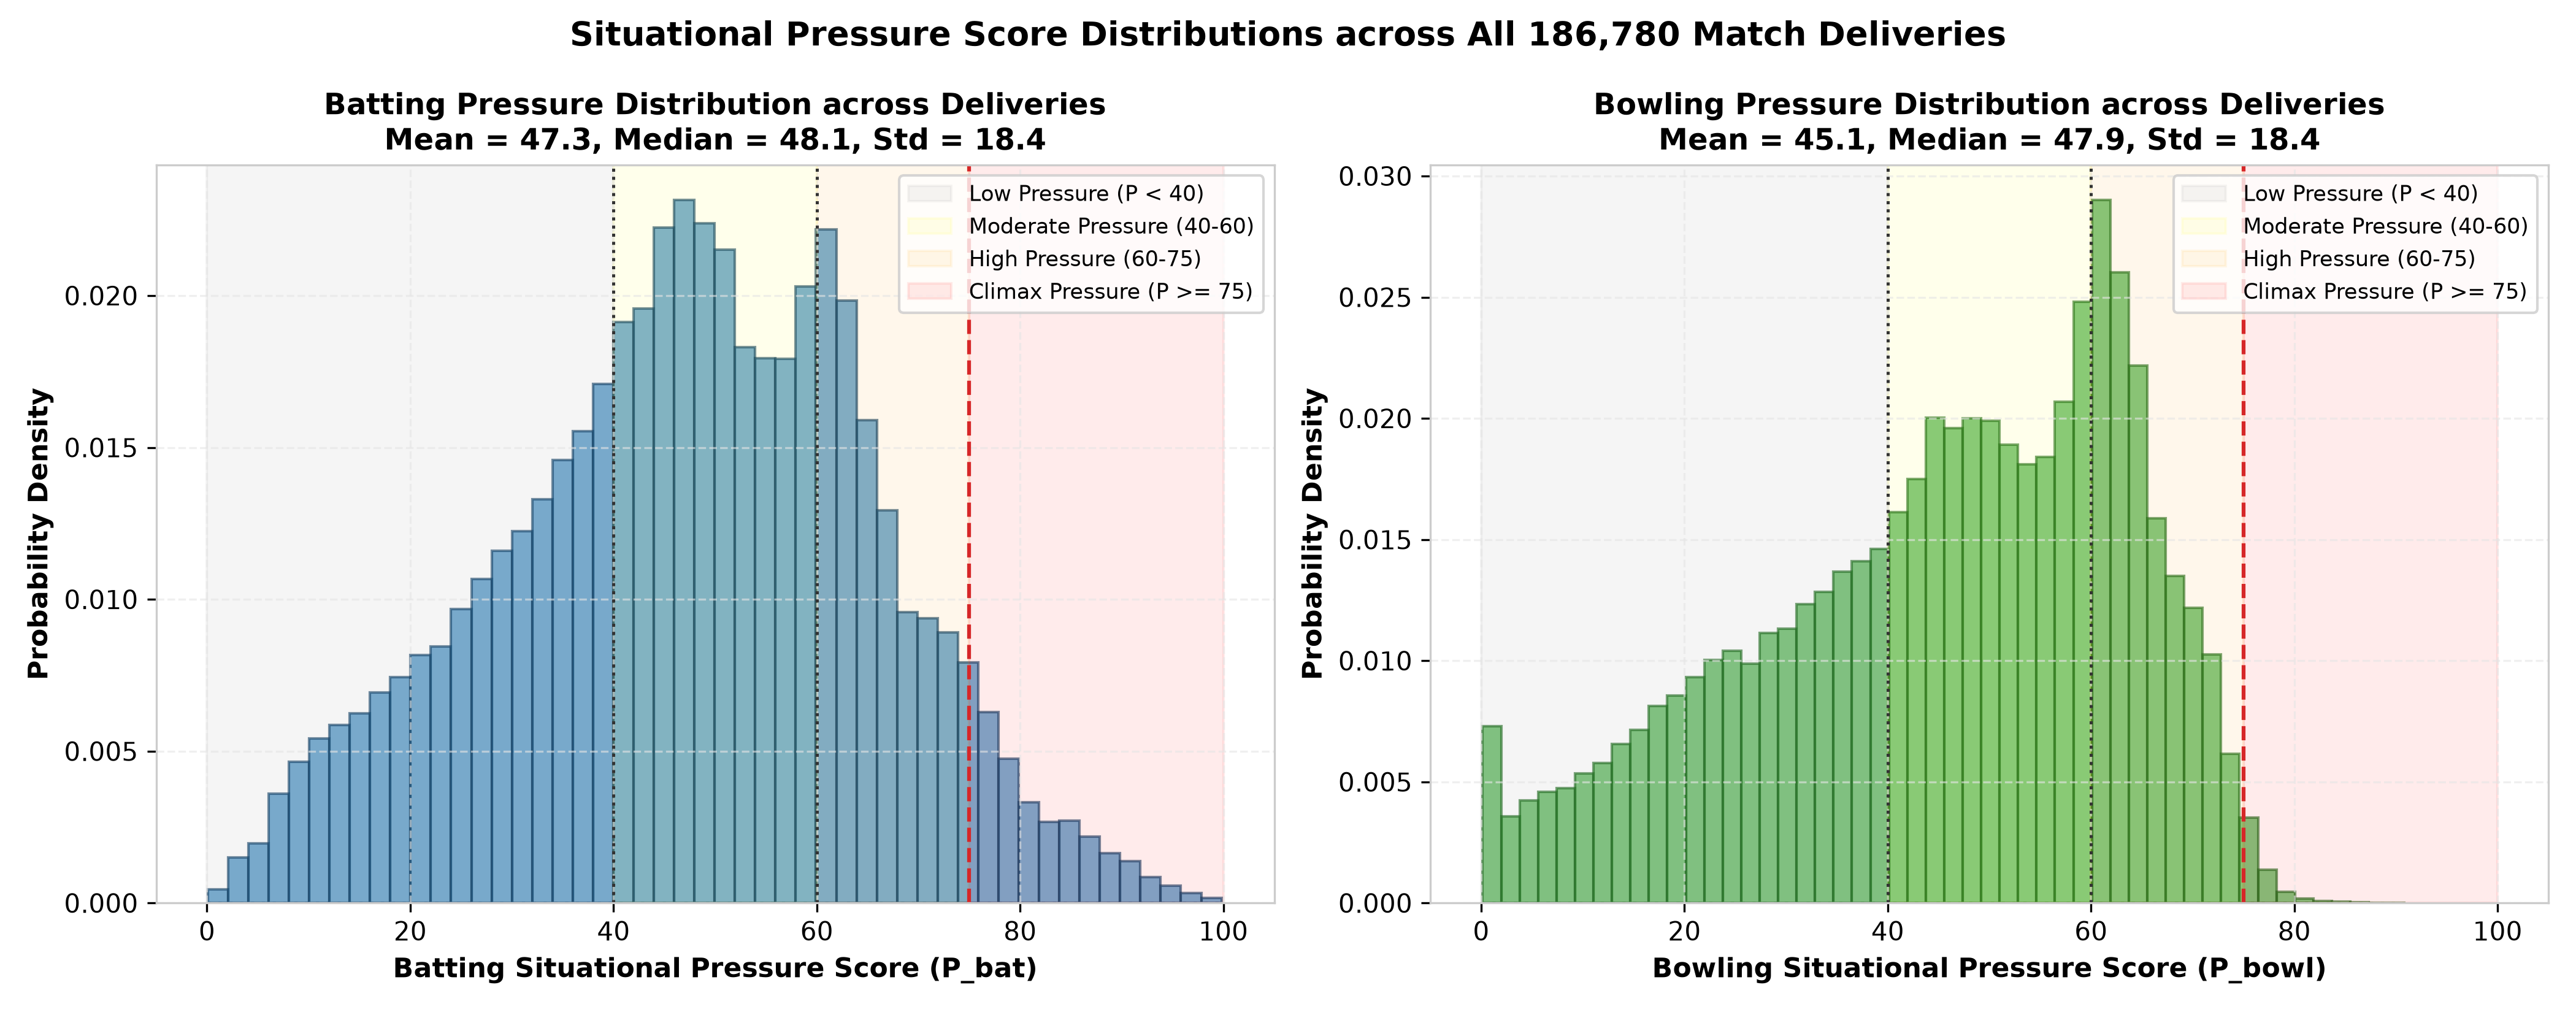 Situational Pressure Score Distributions across All 186,780 Match Deliveries
Batting Pressure Distribution across Deliveries
Mean = 47.3, Median = 48.1, Std = 18.4
Probability Density
0.020
0.015
0.010
0.005
0.000
Low Pressure (P < 40)
Moderate Pressure (40-60)
High Pressure (60-75)
Climax Pressure (P >= 75)
0 20 40 60 80 100
Batting Situational Pressure Score (P_bat)
Bowling Pressure Distribution across Deliveries
Mean = 45.1, Median = 47.9, Std = 18.4
Probability Density
0.030
0.025
0.020
0.015
0.010
0.005
0.000
Low Pressure (P < 40)
Moderate Pressure (40-60)
High Pressure (60-75)
Climax Pressure (P >= 75)
0 20 40 60 80 100
Bowling Situational Pressure Score (P_bowl)